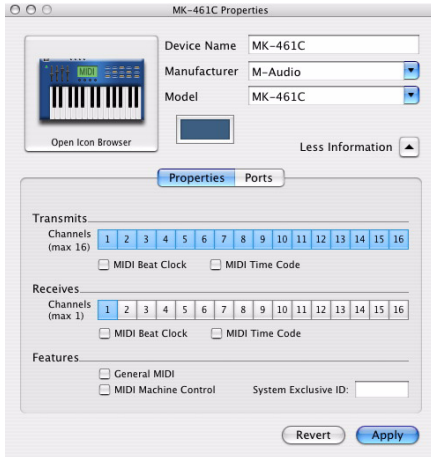 MK-461C Properties
Device Name MK-461C
Manufacturer M-Audio
Model MK-461C
MIDI
Open Icon Browser
Less Information
Properties Ports
Transmits
Channels
(max 16)
1 2 3 4 5 6 7 8 9 10 11 12 13 14 15 16
MIDI Beat Clock MIDI Time Code
Receives
Channels
(max 1)
1 2 3 4 5 6 7 8 9 10 11 12 13 14 15 16
MIDI Beat Clock MIDI Time Code
Features
General MIDI
MIDI Machine Control System Exclusive ID:
Revert Apply